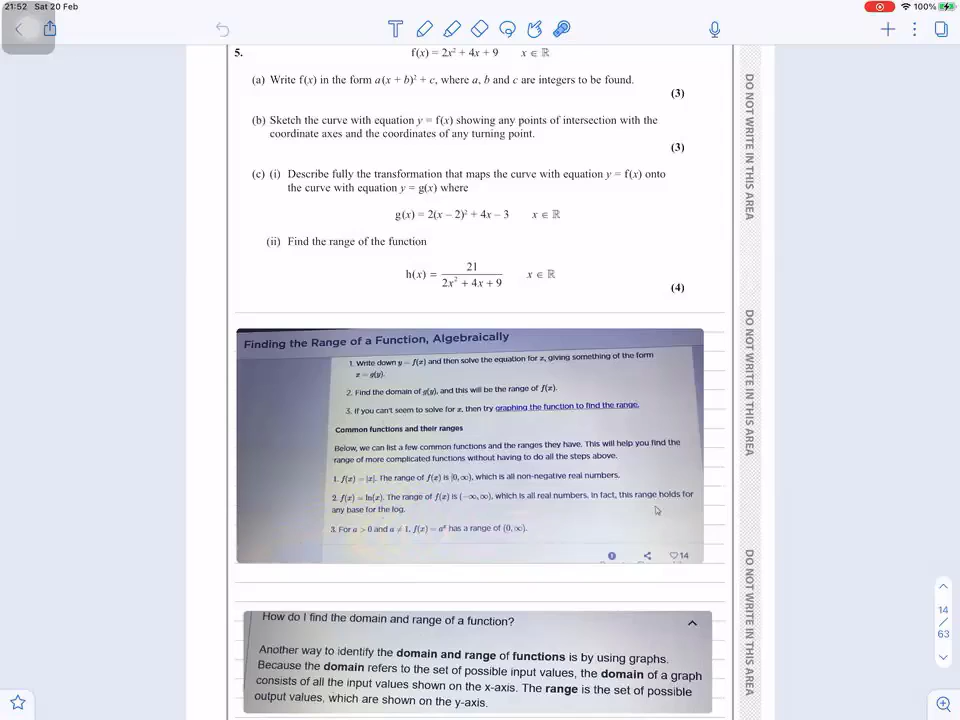 21:52 Sat 20 Feb
100%
5.
f(x) = 2x² + 4x + 9 x ∈ ℝ
(a) Write f(x) in the form a(x + b)² + c, where a, b and c are integers to be found.
(3)
(b) Sketch the curve with equation y = f(x) showing any points of intersection with the
coordinate axes and the coordinates of any turning point.
(3)
(c) (i) Describe fully the transformation that maps the curve with equation y = f(x) onto
the curve with equation y = g(x) where
g(x) = 2(x − 2)² + 4x − 3 x ∈ ℝ
(ii) Find the range of the function
h(x) = 21 / (2x² + 4x + 9) x ∈ ℝ
(4)
Finding the Range of a Function, Algebraically
1. Write down y = f(x) and then solve the equation for x, giving something of the form
x = g(y).
2. Find the domain of g(y), and this will be the range of f(x).
3. If you can't seem to solve for x, then try graphing the function to find the range.
Common functions and their ranges
Below, we can list a few common functions and the ranges they have. This will help you find the
range of more complicated functions without having to do all the steps above.
1. f(x) = |x|. The range of f(x) is [0, ∞), which is all non-negative real numbers.
2. f(x) = ln(x). The range of f(x) is (−∞, ∞), which is all real numbers. In fact, this range holds for
any base for the log.
3. For a > 0 and a ≠ 1, f(x) = aˣ has a range of (0, ∞).
14
How do I find the domain and range of a function?
Another way to identify the domain and range of functions is by using graphs.
Because the domain refers to the set of possible input values, the domain of a graph
consists of all the input values shown on the x-axis. The range is the set of possible
output values, which are shown on the y-axis.
DO NOT WRITE IN THIS AREA
DO NOT WRITE IN THIS AREA
DO NOT WRITE IN THIS AREA
14
/
63